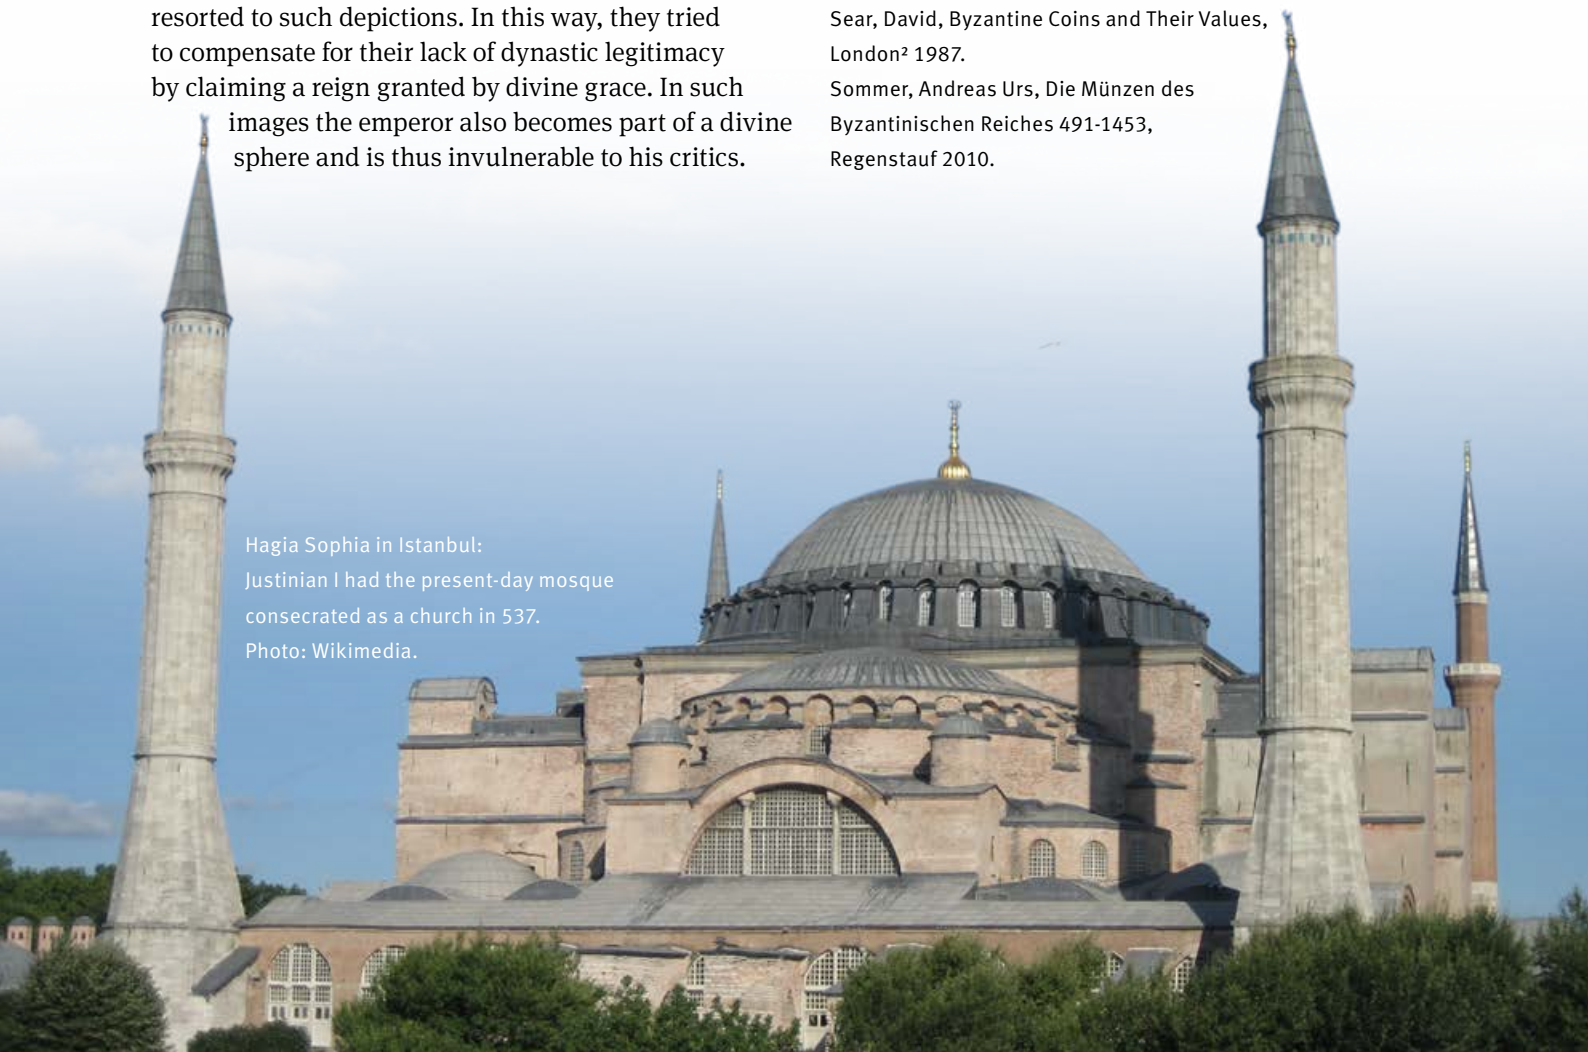 resorted to such depictions. In this way, they tried
to compensate for their lack of dynastic legitimacy
by claiming a reign granted by divine grace. In such
images the emperor also becomes part of a divine
sphere and is thus invulnerable to his critics.
Sear, David, Byzantine Coins and Their Values,
London² 1987.
Sommer, Andreas Urs, Die Münzen des
Byzantinischen Reiches 491-1453,
Regenstauf 2010.
Hagia Sophia in Istanbul:
Justinian I had the present-day mosque
consecrated as a church in 537.
Photo: Wikimedia.